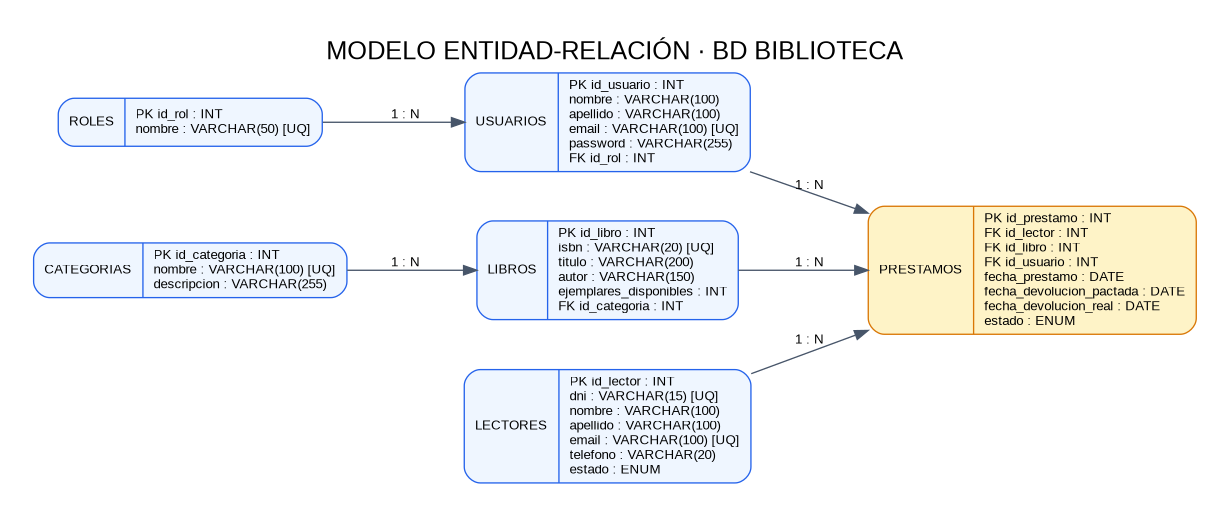 MODELO ENTIDAD-RELACIÓN · BD BIBLIOTECA
ROLES
PK id_rol : INT
nombre : VARCHAR(50) [UQ]
1 : N
USUARIOS
PK id_usuario : INT
nombre : VARCHAR(100)
apellido : VARCHAR(100)
email : VARCHAR(100) [UQ]
password : VARCHAR(255)
FK id_rol : INT
1 : N
CATEGORIAS
PK id_categoria : INT
nombre : VARCHAR(100) [UQ]
descripcion : VARCHAR(255)
1 : N
LIBROS
PK id_libro : INT
isbn : VARCHAR(20) [UQ]
titulo : VARCHAR(200)
autor : VARCHAR(150)
ejemplares_disponibles : INT
FK id_categoria : INT
1 : N
PRESTAMOS
PK id_prestamo : INT
FK id_lector : INT
FK id_libro : INT
FK id_usuario : INT
fecha_prestamo : DATE
fecha_devolucion_pactada : DATE
fecha_devolucion_real : DATE
estado : ENUM
1 : N
LECTORES
PK id_lector : INT
dni : VARCHAR(15) [UQ]
nombre : VARCHAR(100)
apellido : VARCHAR(100)
email : VARCHAR(100) [UQ]
telefono : VARCHAR(20)
estado : ENUM